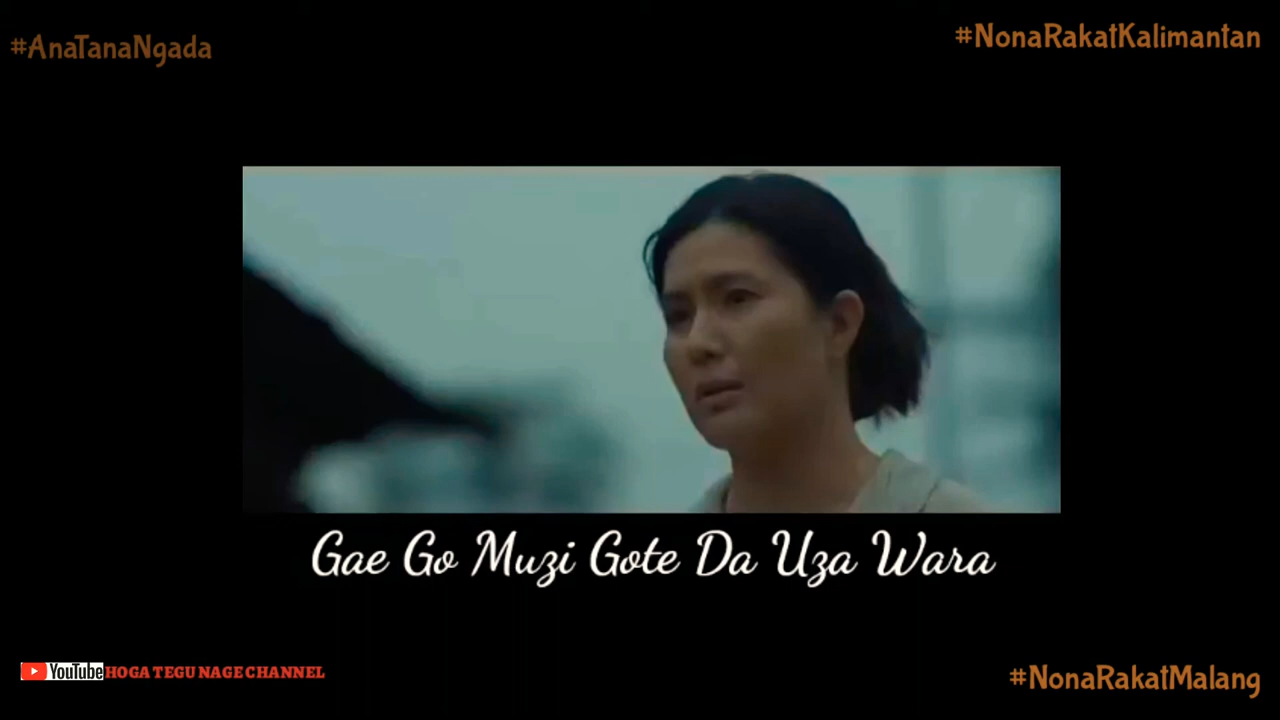 #AnaTanaNgada
#NonaRakatKalimantan
Gae Go Muzi Gote Da Uza Wara
YouTube HOGA TEGU NAGE CHANNEL
#NonaRakatMalang